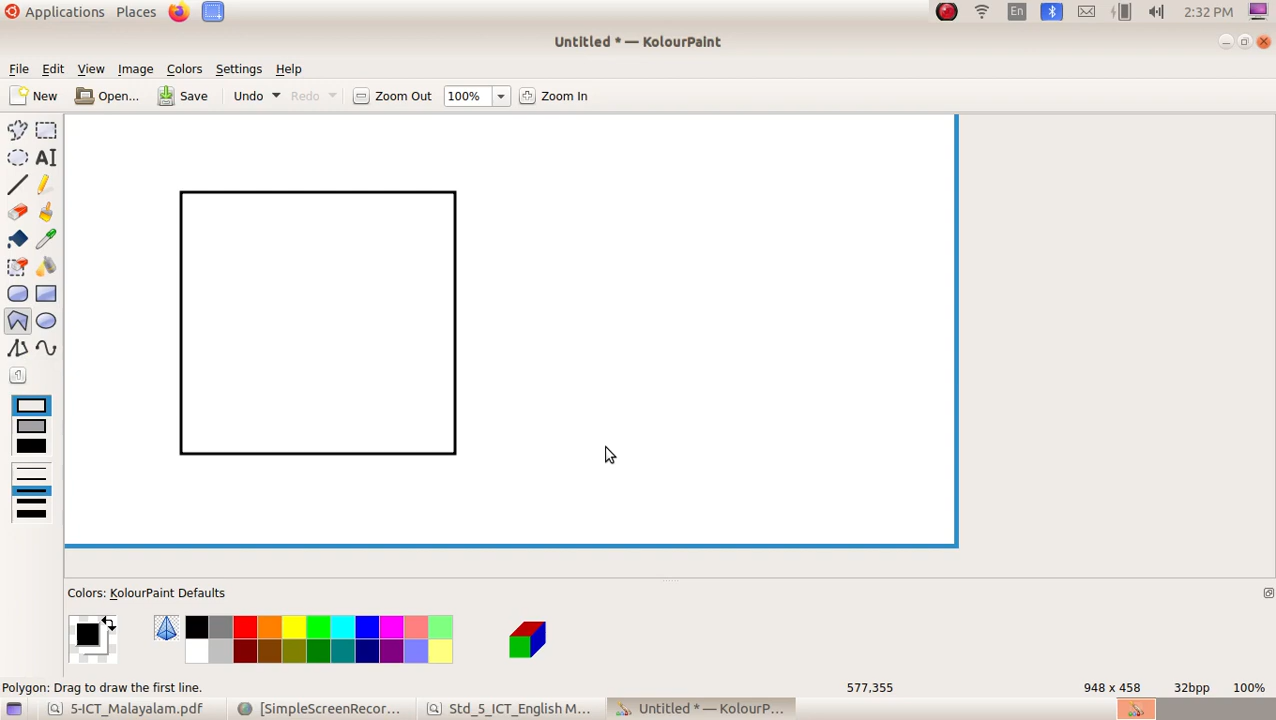 Applications Places En 2:32 PM
Untitled * — KolourPaint
File Edit View Image Colors Settings Help
New Open... Save Undo Redo Zoom Out 100% Zoom In
Colors: KolourPaint Defaults
Polygon: Drag to draw the first line. 577,355 948 x 458 32bpp 100%
5-ICT_Malayalam.pdf [SimpleScreenRecor... Std_5_ICT_English M... Untitled * — KolourP...